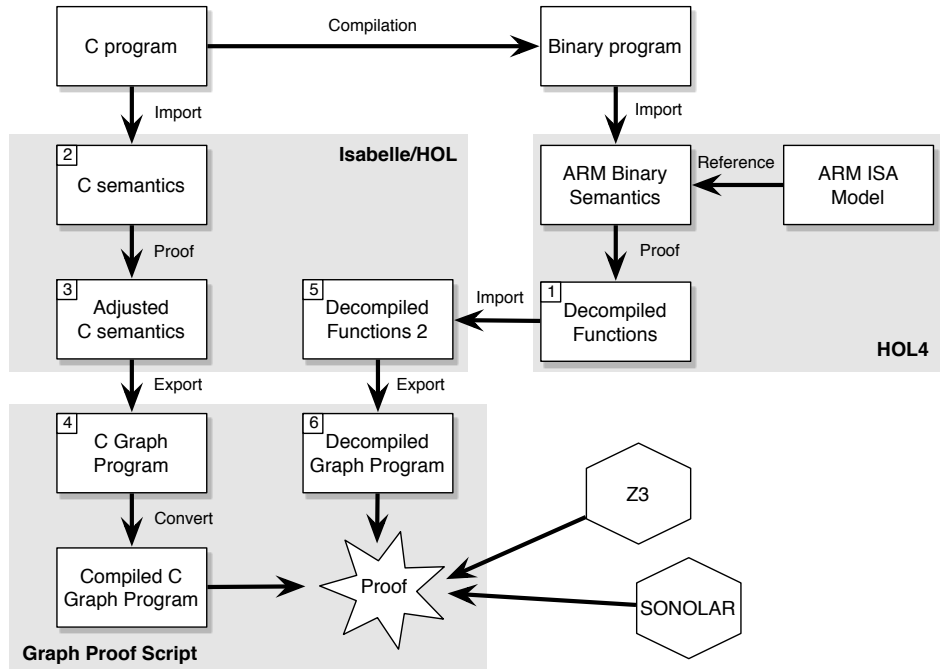 C program
Compilation
Binary program
Import
Import
2
Isabelle/HOL
C semantics
ARM Binary
Semantics
Reference
ARM ISA
Model
Proof
Proof
3
Adjusted
C semantics
5
Decompiled
Functions 2
Import
1
Decompiled
Functions
HOL4
Export
Export
4
C Graph
Program
6
Decompiled
Graph Program
Z3
Convert
Compiled C
Graph Program
Proof
SONOLAR
Graph Proof Script